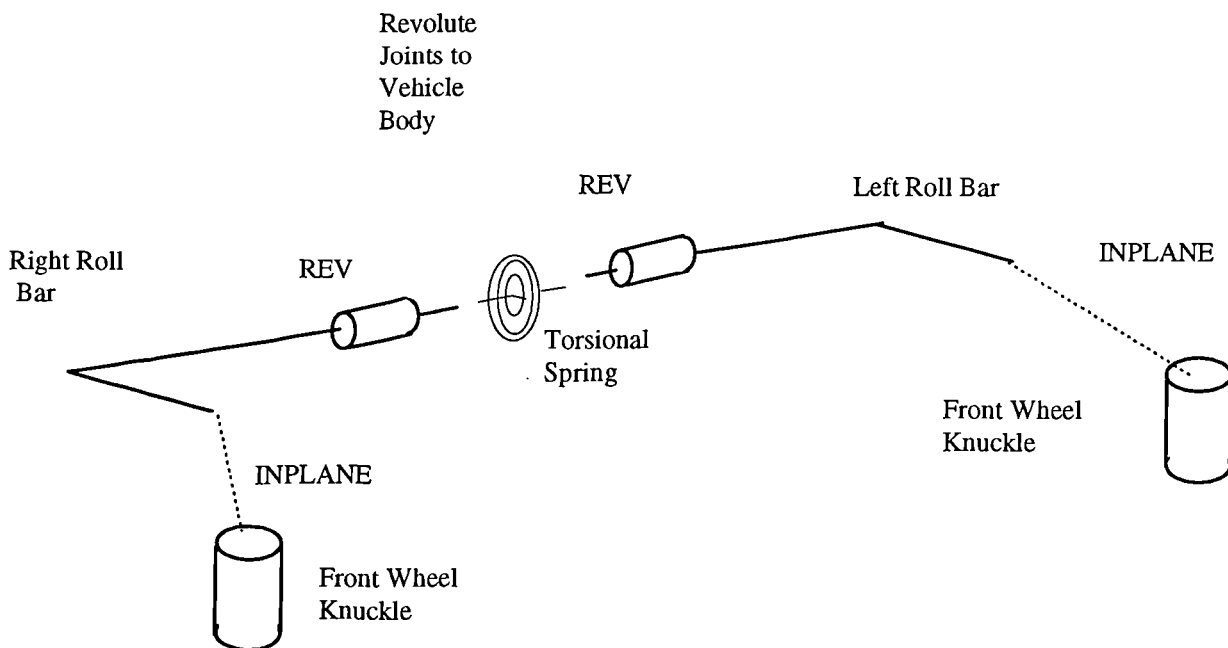 Revolute
Joints to
Vehicle
Body
REV
Left Roll Bar
INPLANE
Right Roll
Bar
REV
Torsional
Spring
Front Wheel
Knuckle
INPLANE
Front Wheel
Knuckle